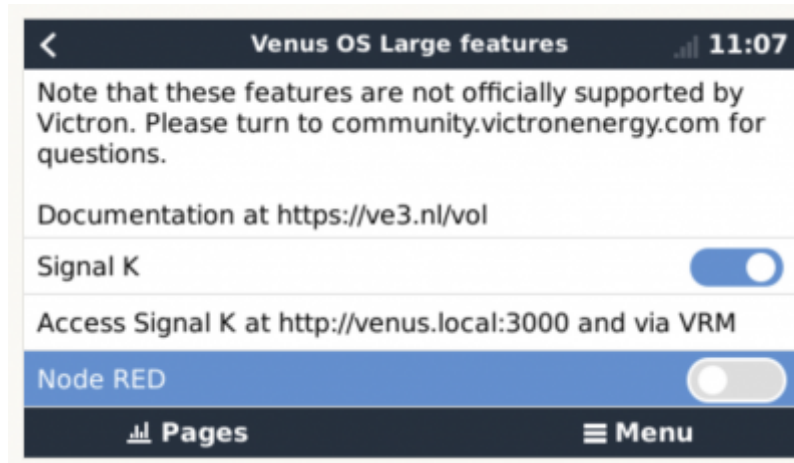 Venus OS Large features 11:07
Note that these features are not officially supported by
Victron. Please turn to community.victronenergy.com for
questions.
Documentation at https://ve3.nl/vol
Signal K
Access Signal K at http://venus.local:3000 and via VRM
Node RED
Pages Menu